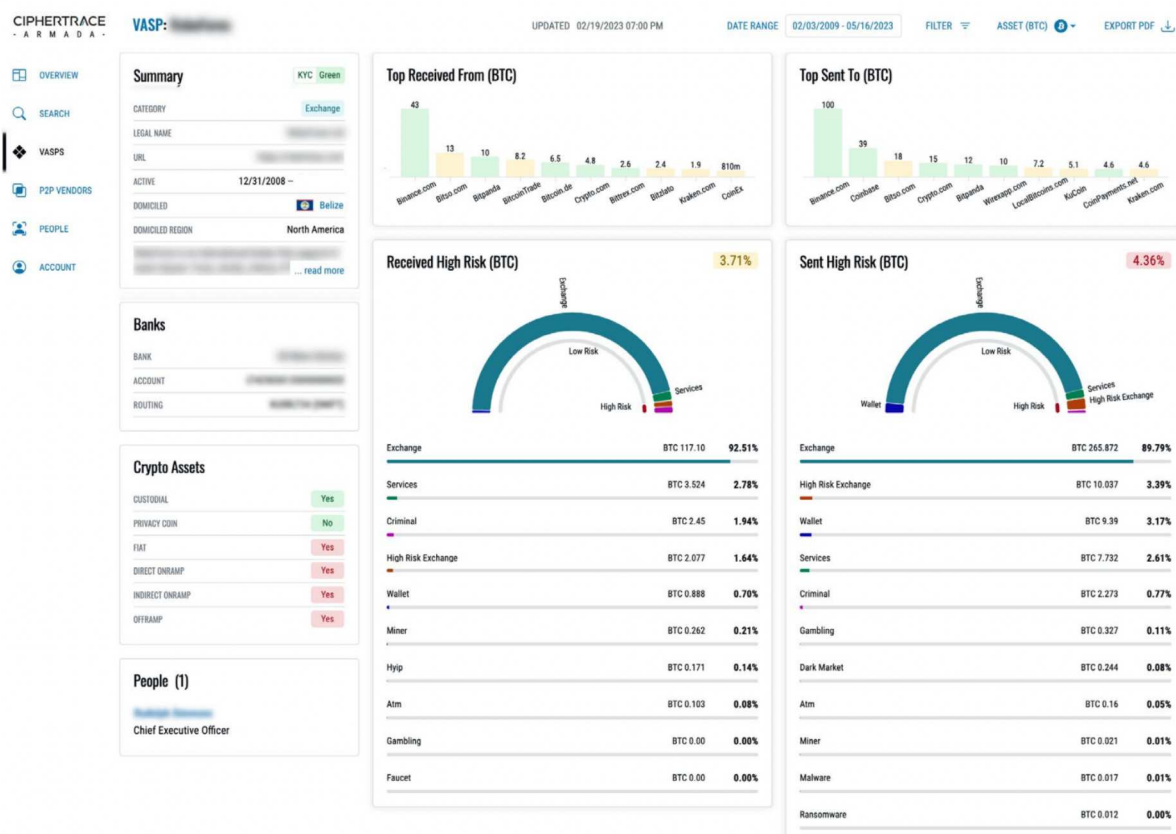 CIPHERTRACE
- ARMADA -
VASP:
UPDATED 02/19/2023 07:00 PM
DATE RANGE 02/03/2009 - 05/16/2023
FILTER
ASSET (BTC)
EXPORT PDF
OVERVIEW
SEARCH
VASPS
P2P VENDORS
PEOPLE
ACCOUNT
Summary
KYC Green
CATEGORY Exchange
LEGAL NAME
URL
ACTIVE 12/31/2008 –
DOMICILED Belize
DOMICILED REGION North America
... read more
Banks
BANK
ACCOUNT
ROUTING
Crypto Assets
CUSTODIAL Yes
PRIVACY COIN No
FIAT Yes
DIRECT ONRAMP Yes
INDIRECT ONRAMP Yes
OFFRAMP Yes
People (1)
Chief Executive Officer
Top Received From (BTC)
43 13 10 8.2 6.5 4.8 2.6 2.4 1.9 810m
Binance.com Bitso.com Bitpanda BitcoinTrade Bitcoin.de Crypto.com Bittrex.com Bitzlato Kraken.com CoinEx
Top Sent To (BTC)
100 39 18 15 12 10 7.2 5.1 4.6 4.6
Binance.com Coinbase Bitso.com Crypto.com Bitpanda Wirexapp.com LocalBitcoins.com KuCoin CoinPayments.net Kraken.com
Received High Risk (BTC) 3.71%
Exchange
Low Risk
Services
High Risk
Exchange BTC 117.10 92.51%
Services BTC 3.524 2.78%
Criminal BTC 2.45 1.94%
High Risk Exchange BTC 2.077 1.64%
Wallet BTC 0.888 0.70%
Miner BTC 0.262 0.21%
Hyip BTC 0.171 0.14%
Atm BTC 0.103 0.08%
Gambling BTC 0.00 0.00%
Faucet BTC 0.00 0.00%
Sent High Risk (BTC) 4.36%
Exchange
Low Risk
Services
High Risk Exchange
Wallet
High Risk
Exchange BTC 265.872 89.79%
High Risk Exchange BTC 10.037 3.39%
Wallet BTC 9.39 3.17%
Services BTC 7.732 2.61%
Criminal BTC 2.273 0.77%
Gambling BTC 0.327 0.11%
Dark Market BTC 0.244 0.08%
Atm BTC 0.16 0.05%
Miner BTC 0.021 0.01%
Malware BTC 0.017 0.01%
Ransomware BTC 0.012 0.00%